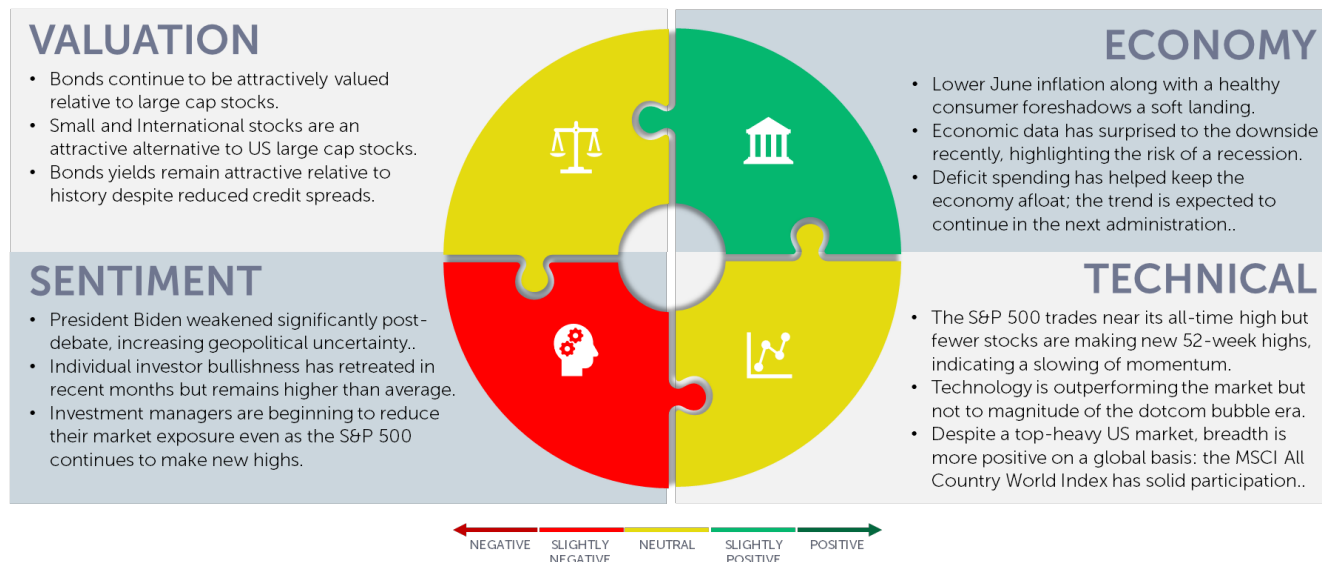 VALUATION
• Bonds continue to be attractively valued
relative to large cap stocks.
• Small and International stocks are an
attractive alternative to US large cap stocks.
• Bonds yields remain attractive relative to
history despite reduced credit spreads.
ECONOMY
• Lower June inflation along with a healthy
consumer foreshadows a soft landing.
• Economic data has surprised to the downside
recently, highlighting the risk of a recession.
• Deficit spending has helped keep the
economy afloat; the trend is expected to
continue in the next administration..
SENTIMENT
• President Biden weakened significantly post-
debate, increasing geopolitical uncertainty..
• Individual investor bullishness has retreated in
recent months but remains higher than average.
• Investment managers are beginning to reduce
their market exposure even as the S&P 500
continues to make new highs.
TECHNICAL
• The S&P 500 trades near its all-time high but
fewer stocks are making new 52-week highs,
indicating a slowing of momentum.
• Technology is outperforming the market but
not to magnitude of the dotcom bubble era.
• Despite a top-heavy US market, breadth is
more positive on a global basis: the MSCI All
Country World Index has solid participation..
NEGATIVE
SLIGHTLY
NEGATIVE
NEUTRAL
SLIGHTLY
POSITIVE
POSITIVE